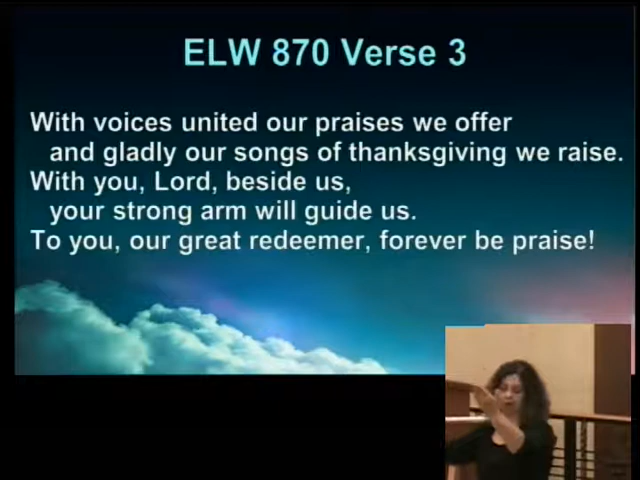 ELW 870 Verse 3
With voices united our praises we offer
and gladly our songs of thanksgiving we raise.
With you, Lord, beside us,
your strong arm will guide us.
To you, our great redeemer, forever be praise!